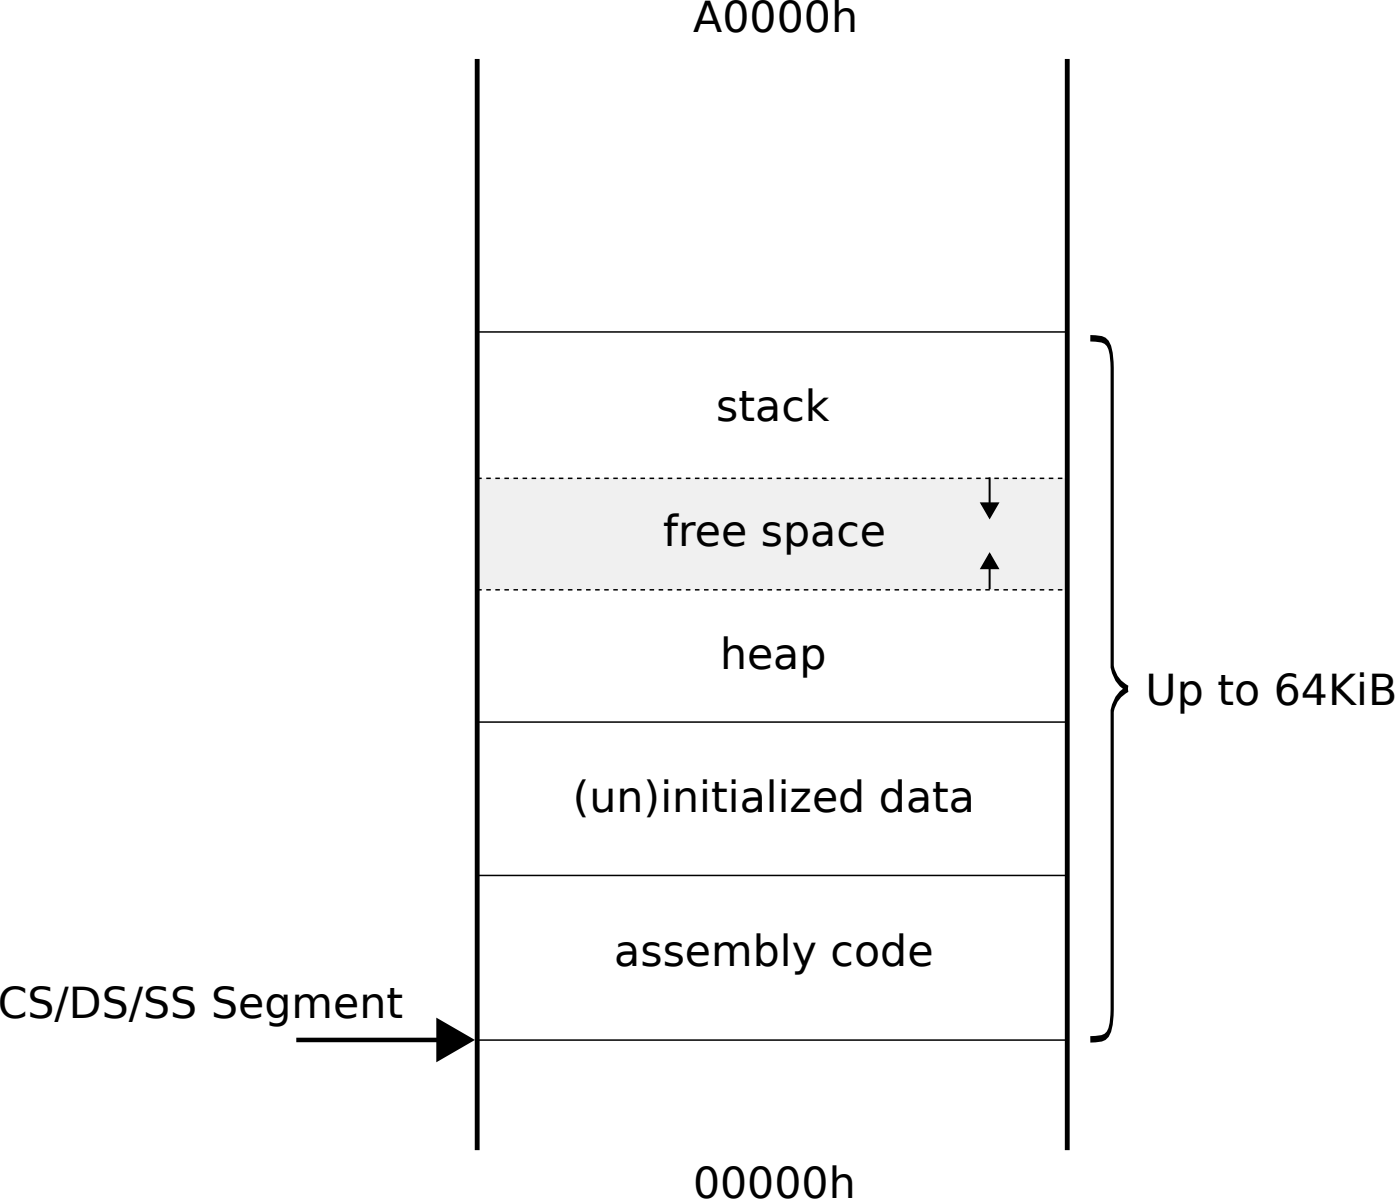 A0000h
stack
free space
heap
Up to 64KiB
(un)initialized data
assembly code
CS/DS/SS Segment
00000h